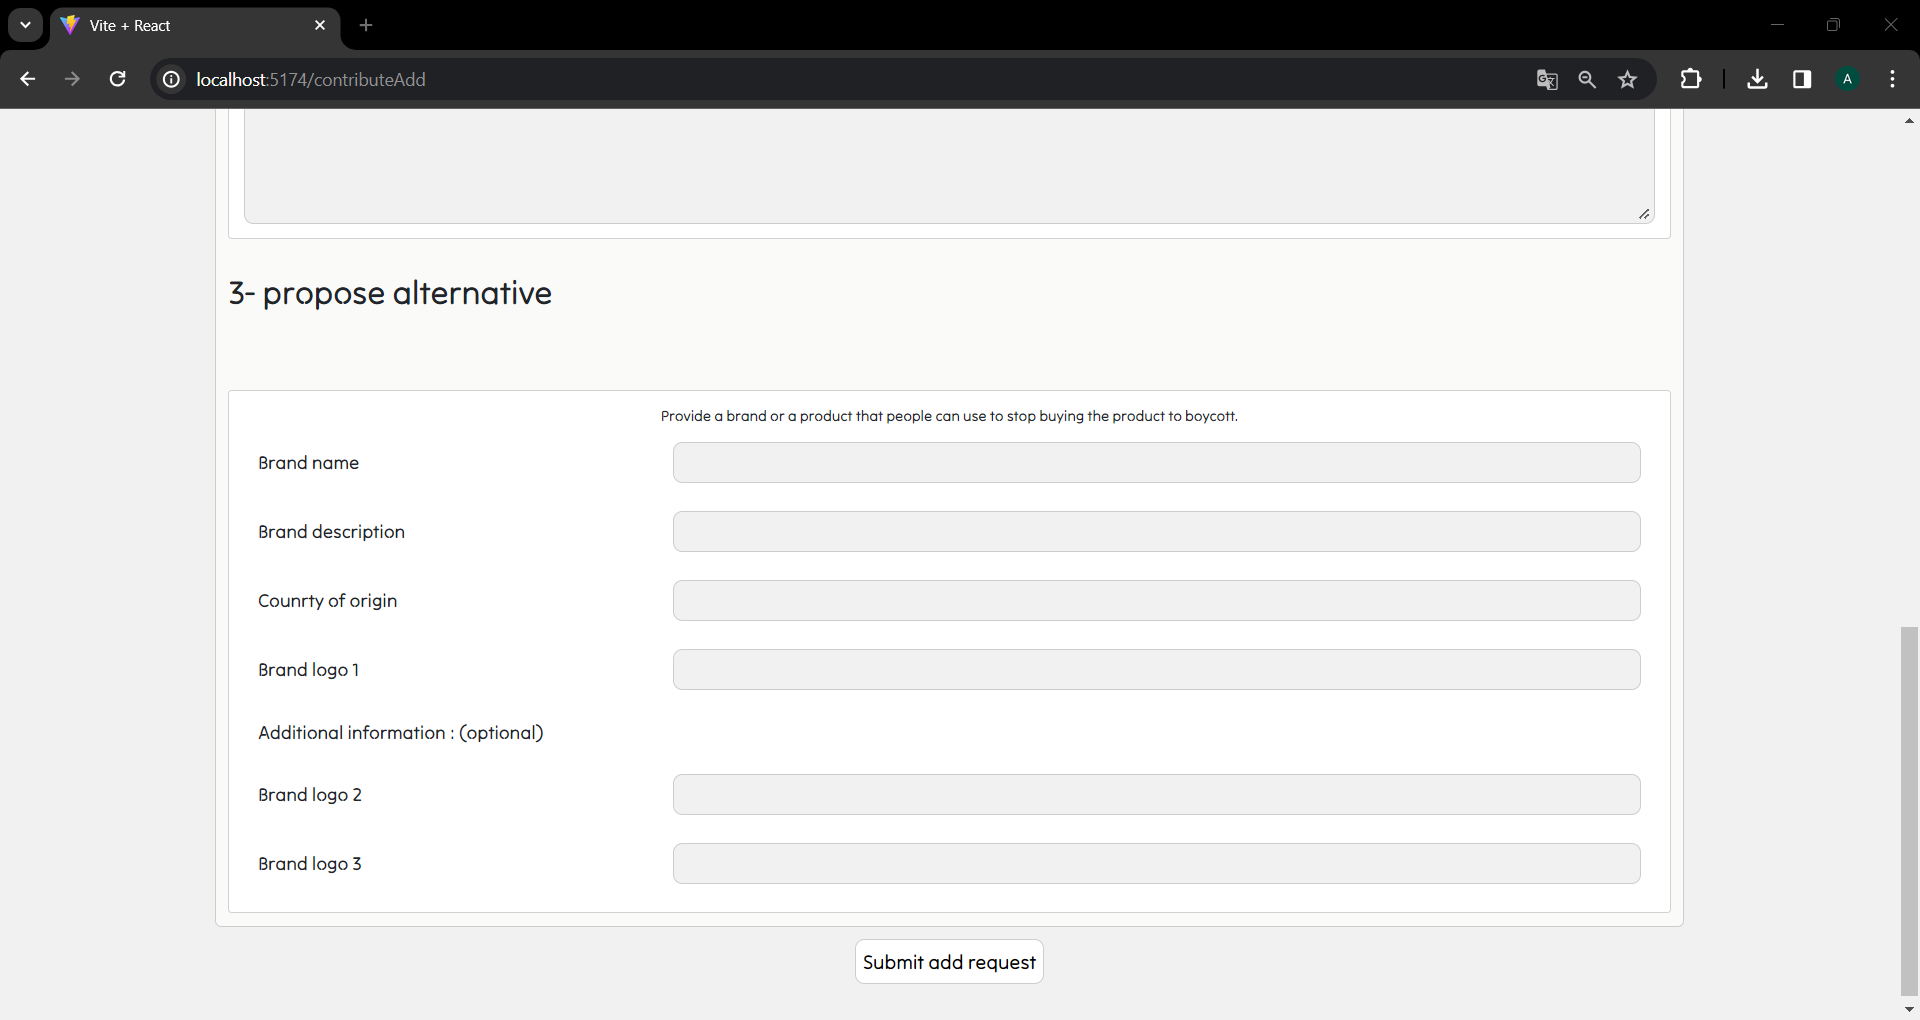 Vite + React
localhost:5174/contributeAdd
A
3- propose alternative
Provide a brand or a product that people can use to stop buying the product to boycott.
Brand name
Brand description
Counrty of origin
Brand logo 1
Additional information : (optional)
Brand logo 2
Brand logo 3
Submit add request